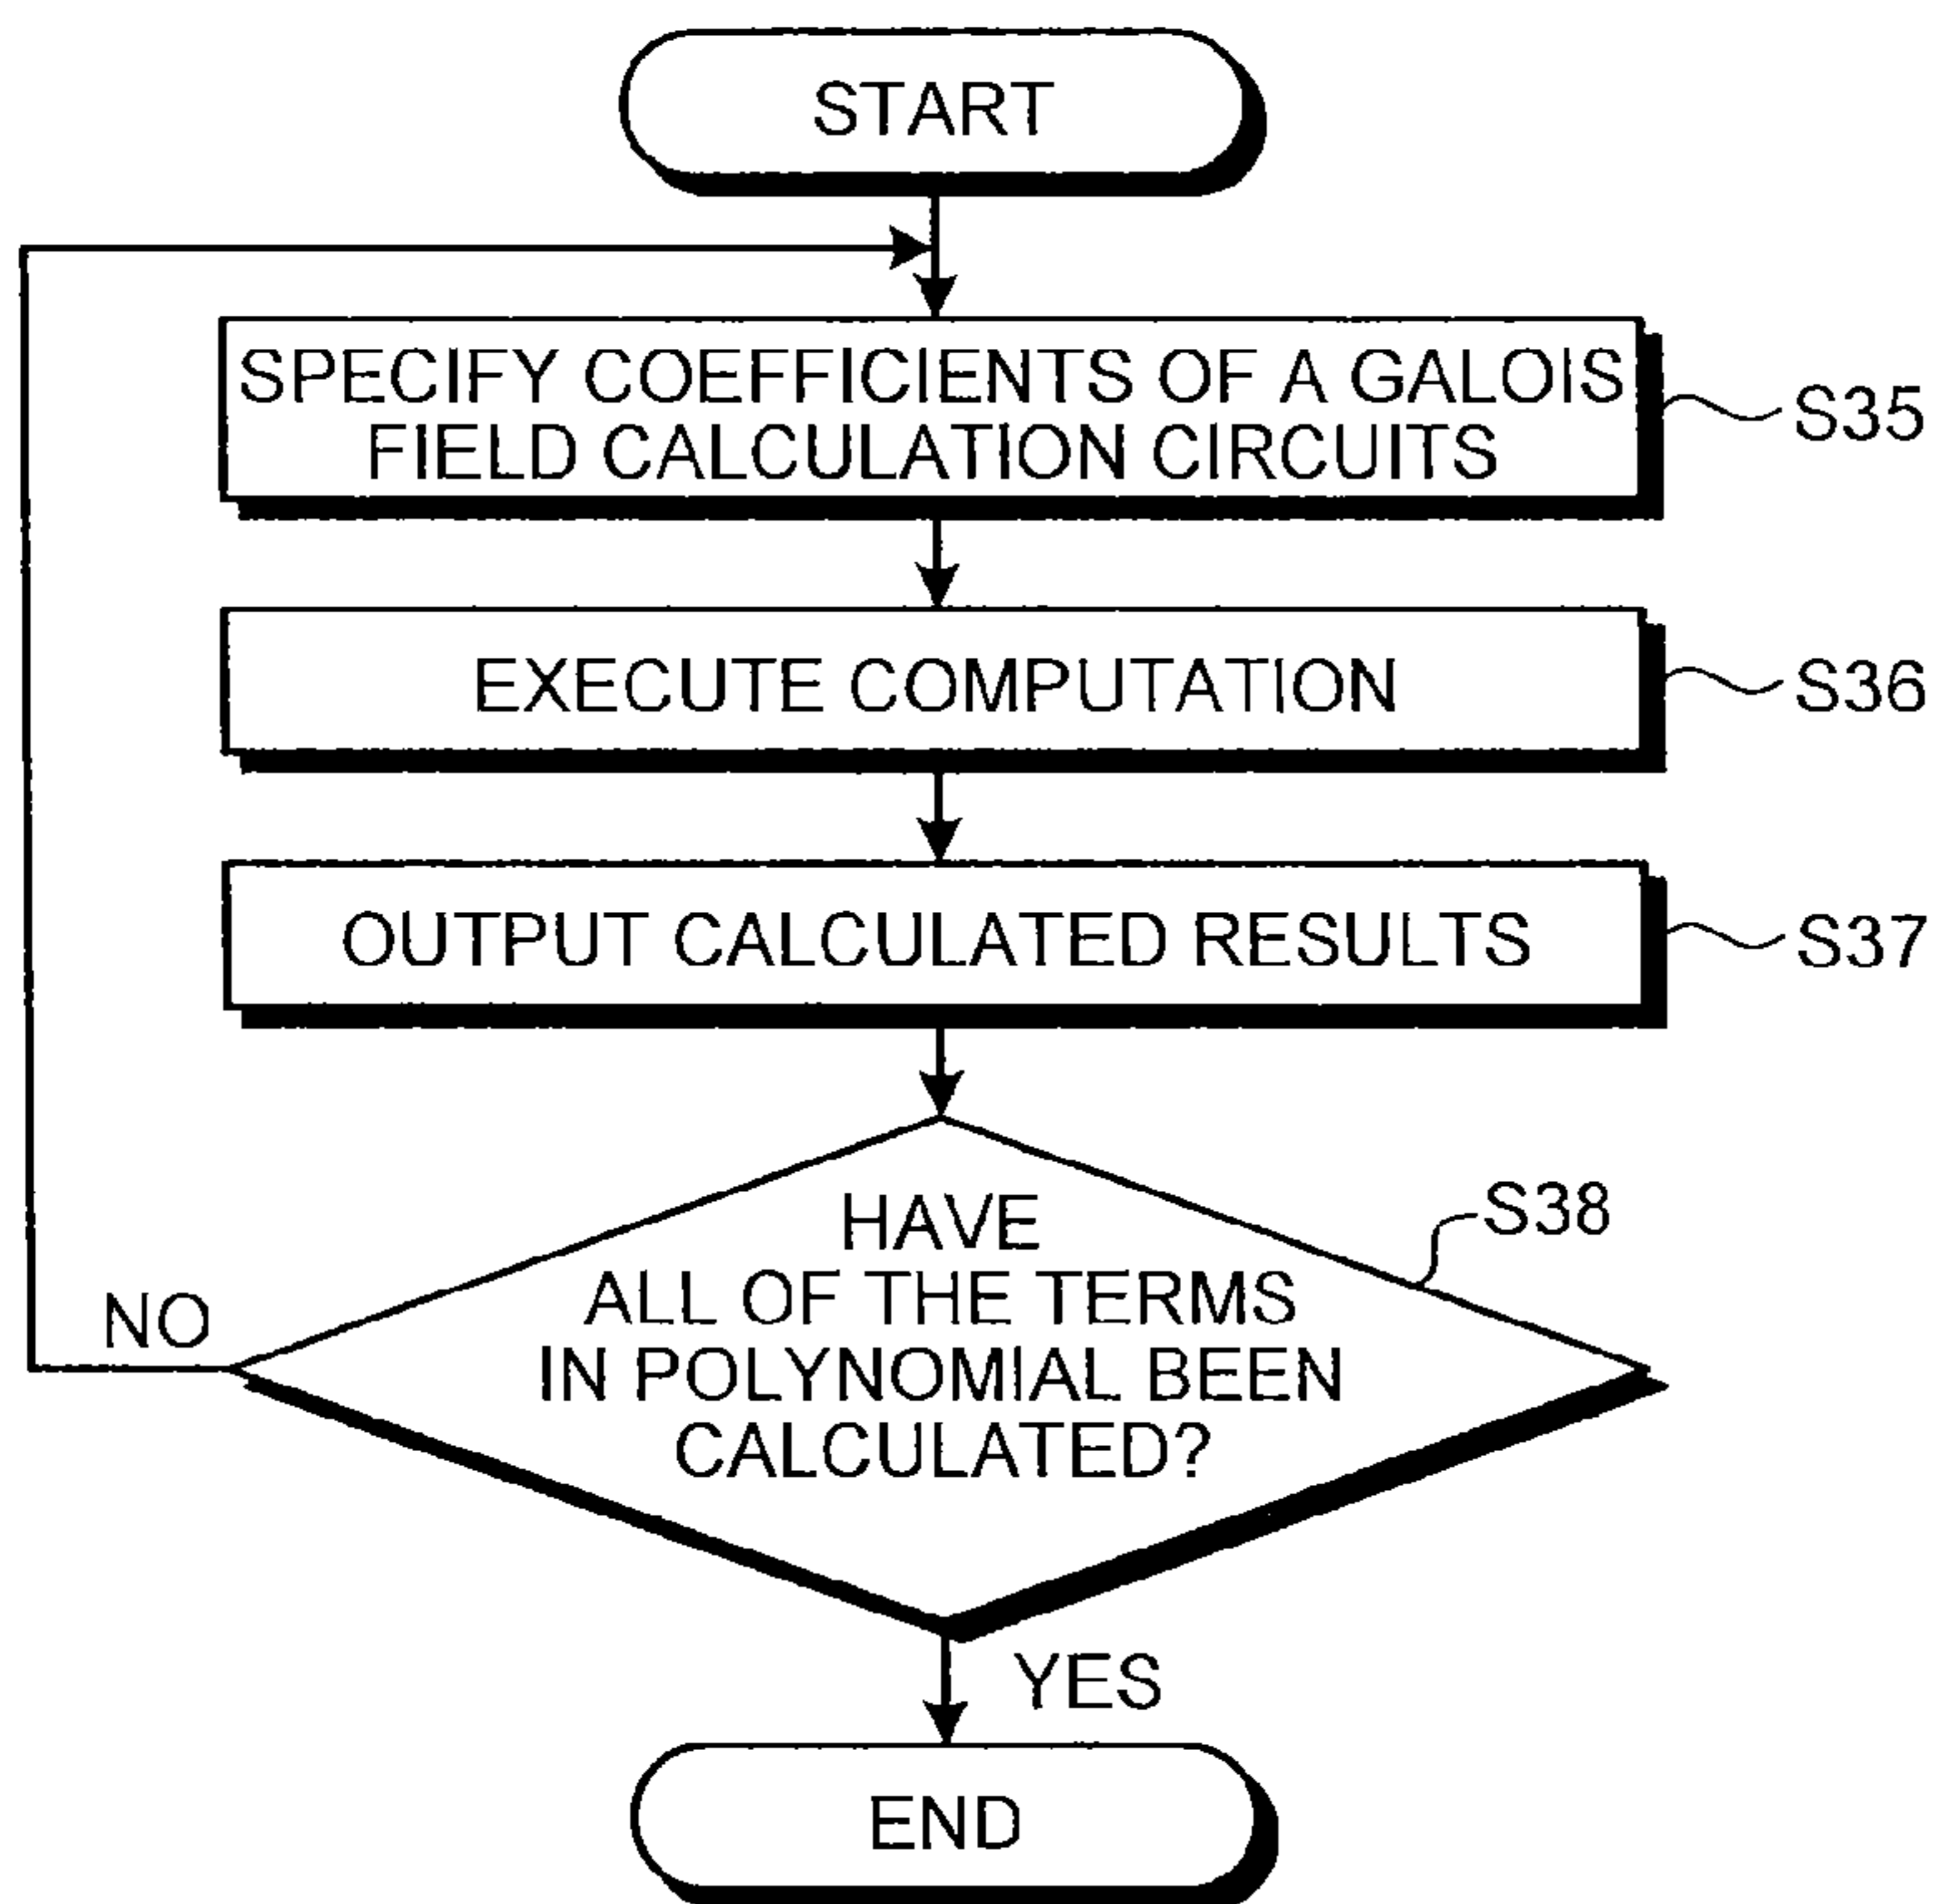 START
SPECIFY COEFFICIENTS OF A GALOIS
FIELD CALCULATION CIRCUITS
S35
EXECUTE COMPUTATION
S36
OUTPUT CALCULATED RESULTS
S37
HAVE
ALL OF THE TERMS
IN POLYNOMIAL BEEN
CALCULATED?
S38
NO
YES
END